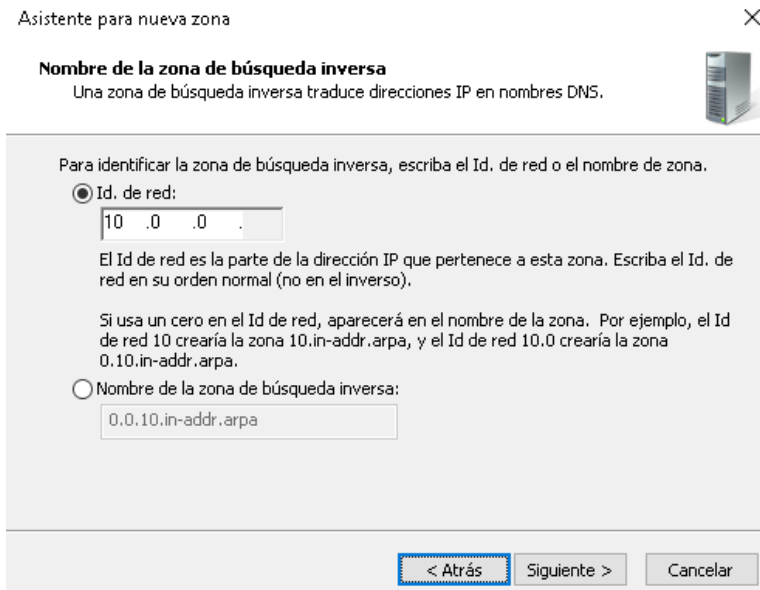 Asistente para nueva zona
Nombre de la zona de búsqueda inversa
Una zona de búsqueda inversa traduce direcciones IP en nombres DNS.
Para identificar la zona de búsqueda inversa, escriba el Id. de red o el nombre de zona.
Id. de red:
10 .0 .0 .
El Id de red es la parte de la dirección IP que pertenece a esta zona. Escriba el Id. de
red en su orden normal (no en el inverso).
Si usa un cero en el Id de red, aparecerá en el nombre de la zona. Por ejemplo, el Id
de red 10 crearía la zona 10.in-addr.arpa, y el Id de red 10.0 crearía la zona
0.10.in-addr.arpa.
Nombre de la zona de búsqueda inversa:
0.0.10.in-addr.arpa
< Atrás Siguiente > Cancelar